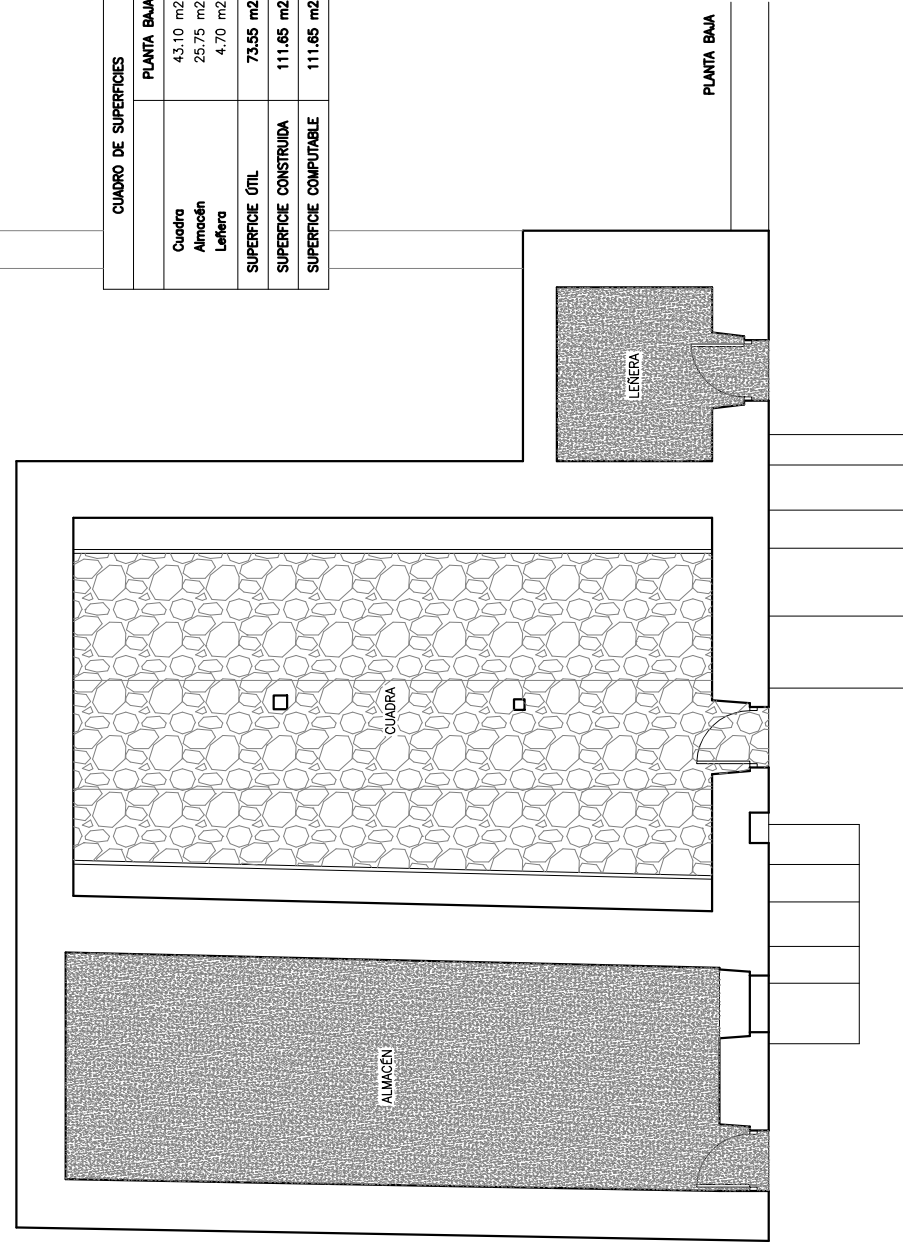 CUADRO DE SUPERFICIES
PLANTA BAJA
Cuadra 43.10 m2
Almacén 25.75 m2
Leñera 4.70 m2
SUPERFICIE ÚTIL 73.55 m2
SUPERFICIE CONSTRUIDA 111.65 m2
SUPERFICIE COMPUTABLE 111.65 m2
ALMACÉN
CUADRA
LEÑERA
PLANTA BAJA